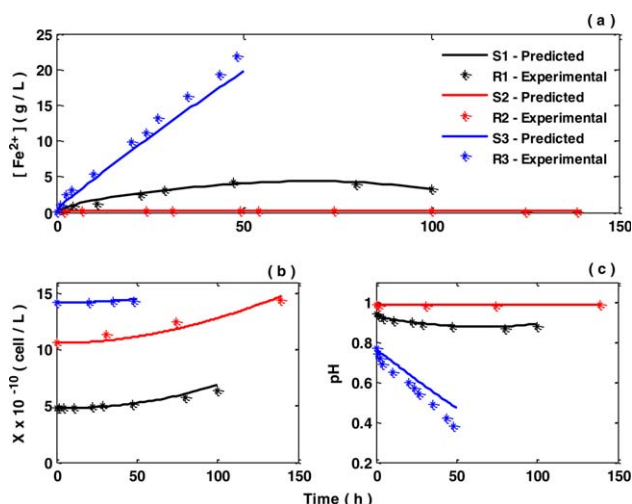 ( a )
25
20
15
10
5
0
[ Fe2+] ( g / L )
S1 - Predicted
R1 - Experimental
S2 - Predicted
R2 - Experimental
S3 - Predicted
R3 - Experimental
0 50 100 150
( b )
15
10
5
0
X x 10 -10 ( cell / L )
0 50 100 150
( c )
1
0.8
0.6
0.4
0.2
pH
0 50 100 150
Time ( h )